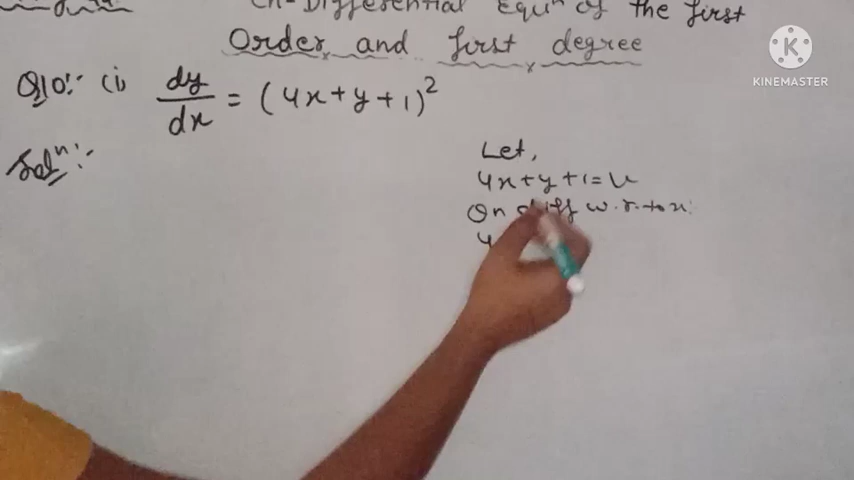 Ch-Differential Equⁿ of the first
Order and first degree
KINEMASTER
Q10:- (i) dy/dx = (4x+y+1)²
Solⁿ:-
Let,
4x+y+1=u
On diff w.r.to x:
4